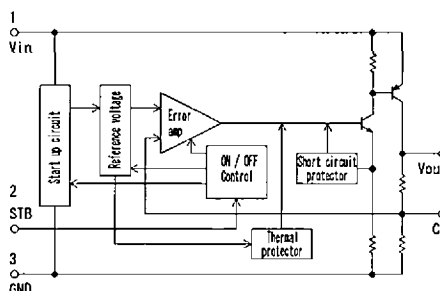 1
Vin
Start up circuit
Reference voltage
Error
amp
ON / OFF
Control
Short circuit
protector
Thermal
protector
2
STB
3
GND
Vou
C